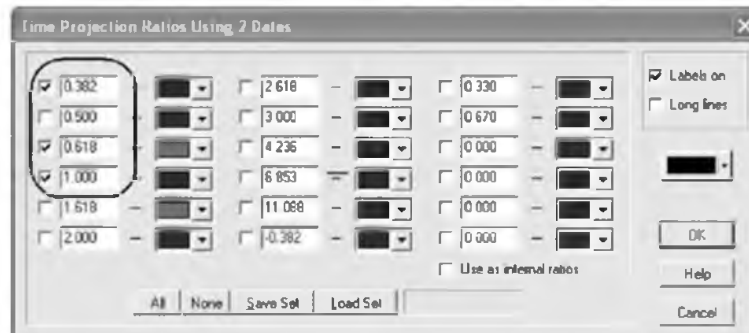 Time Projection Ratios Using 2 Dates
0.382 2.618 0.330 Labels on
0.500 3.000 0.670 Long lines
0.618 4.236 0.000
1.000 6.853 0.000
1.618 11.088 0.000
2.000 -0.382 0.000 OK
Use as internal ratios
Help
All None Save Set Load Set
Cancel